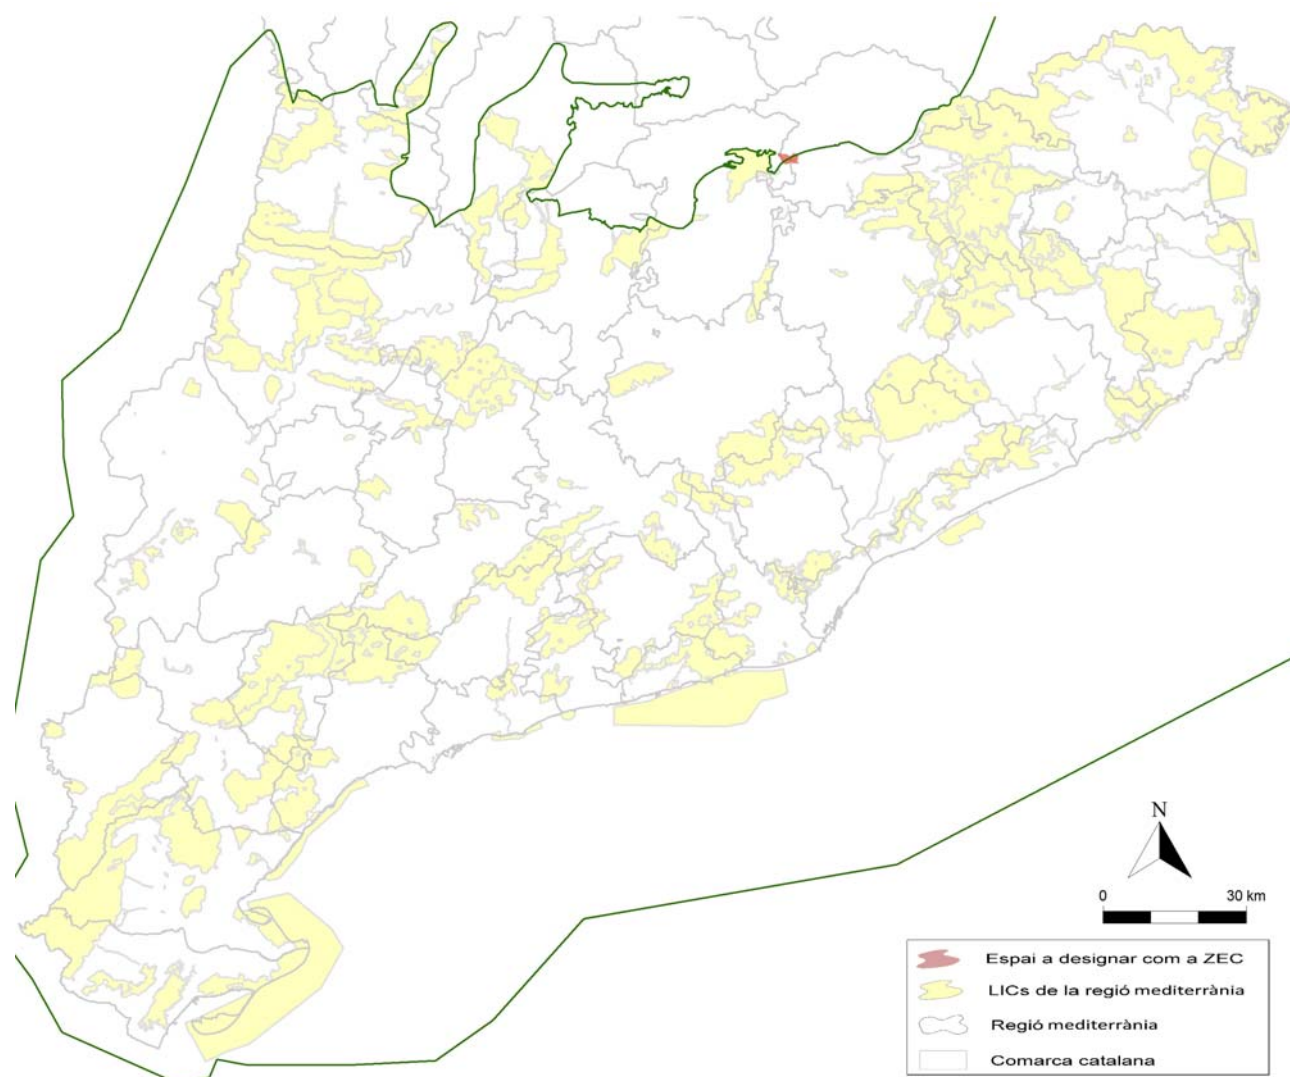 N
0 30 km
Espai a designar com a ZEC
LICs de la regió mediterrània
Regió mediterrània
Comarca catalana